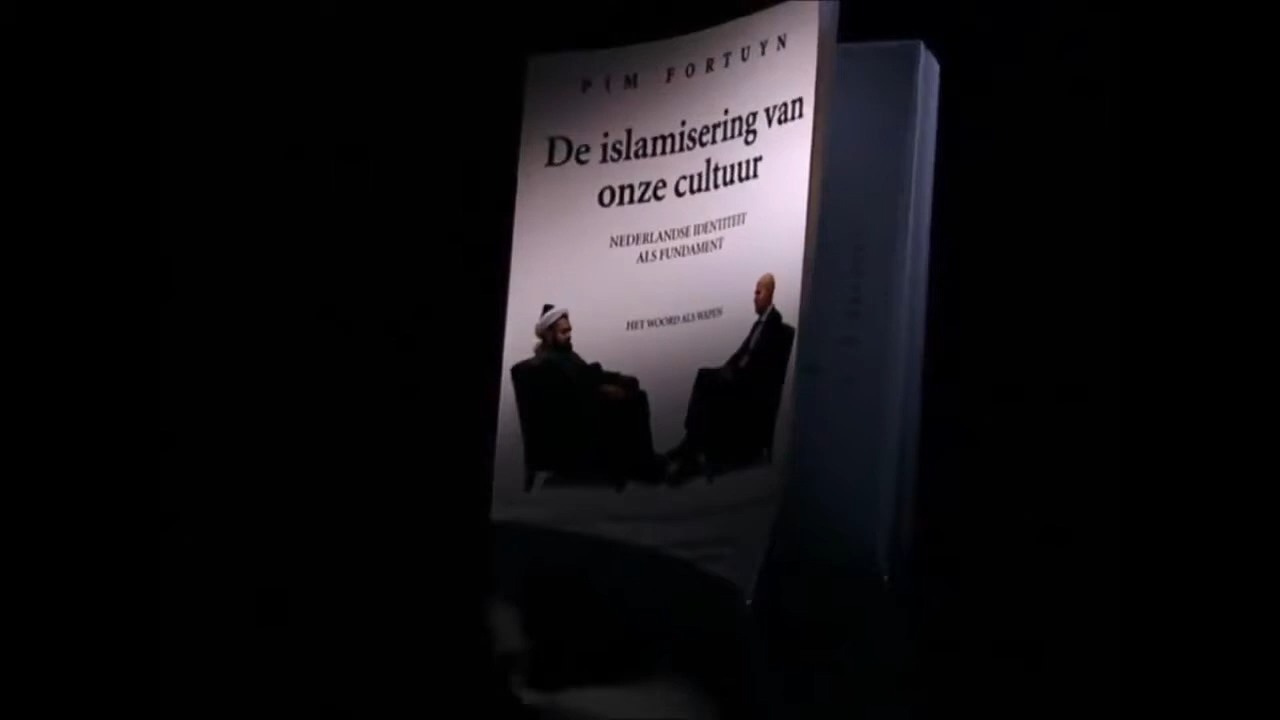 PIM FORTUYN
De islamisering van
onze cultuur
NEDERLANDSE IDENTITEIT
ALS FUNDAMENT
HET WOORD ALS WAPEN